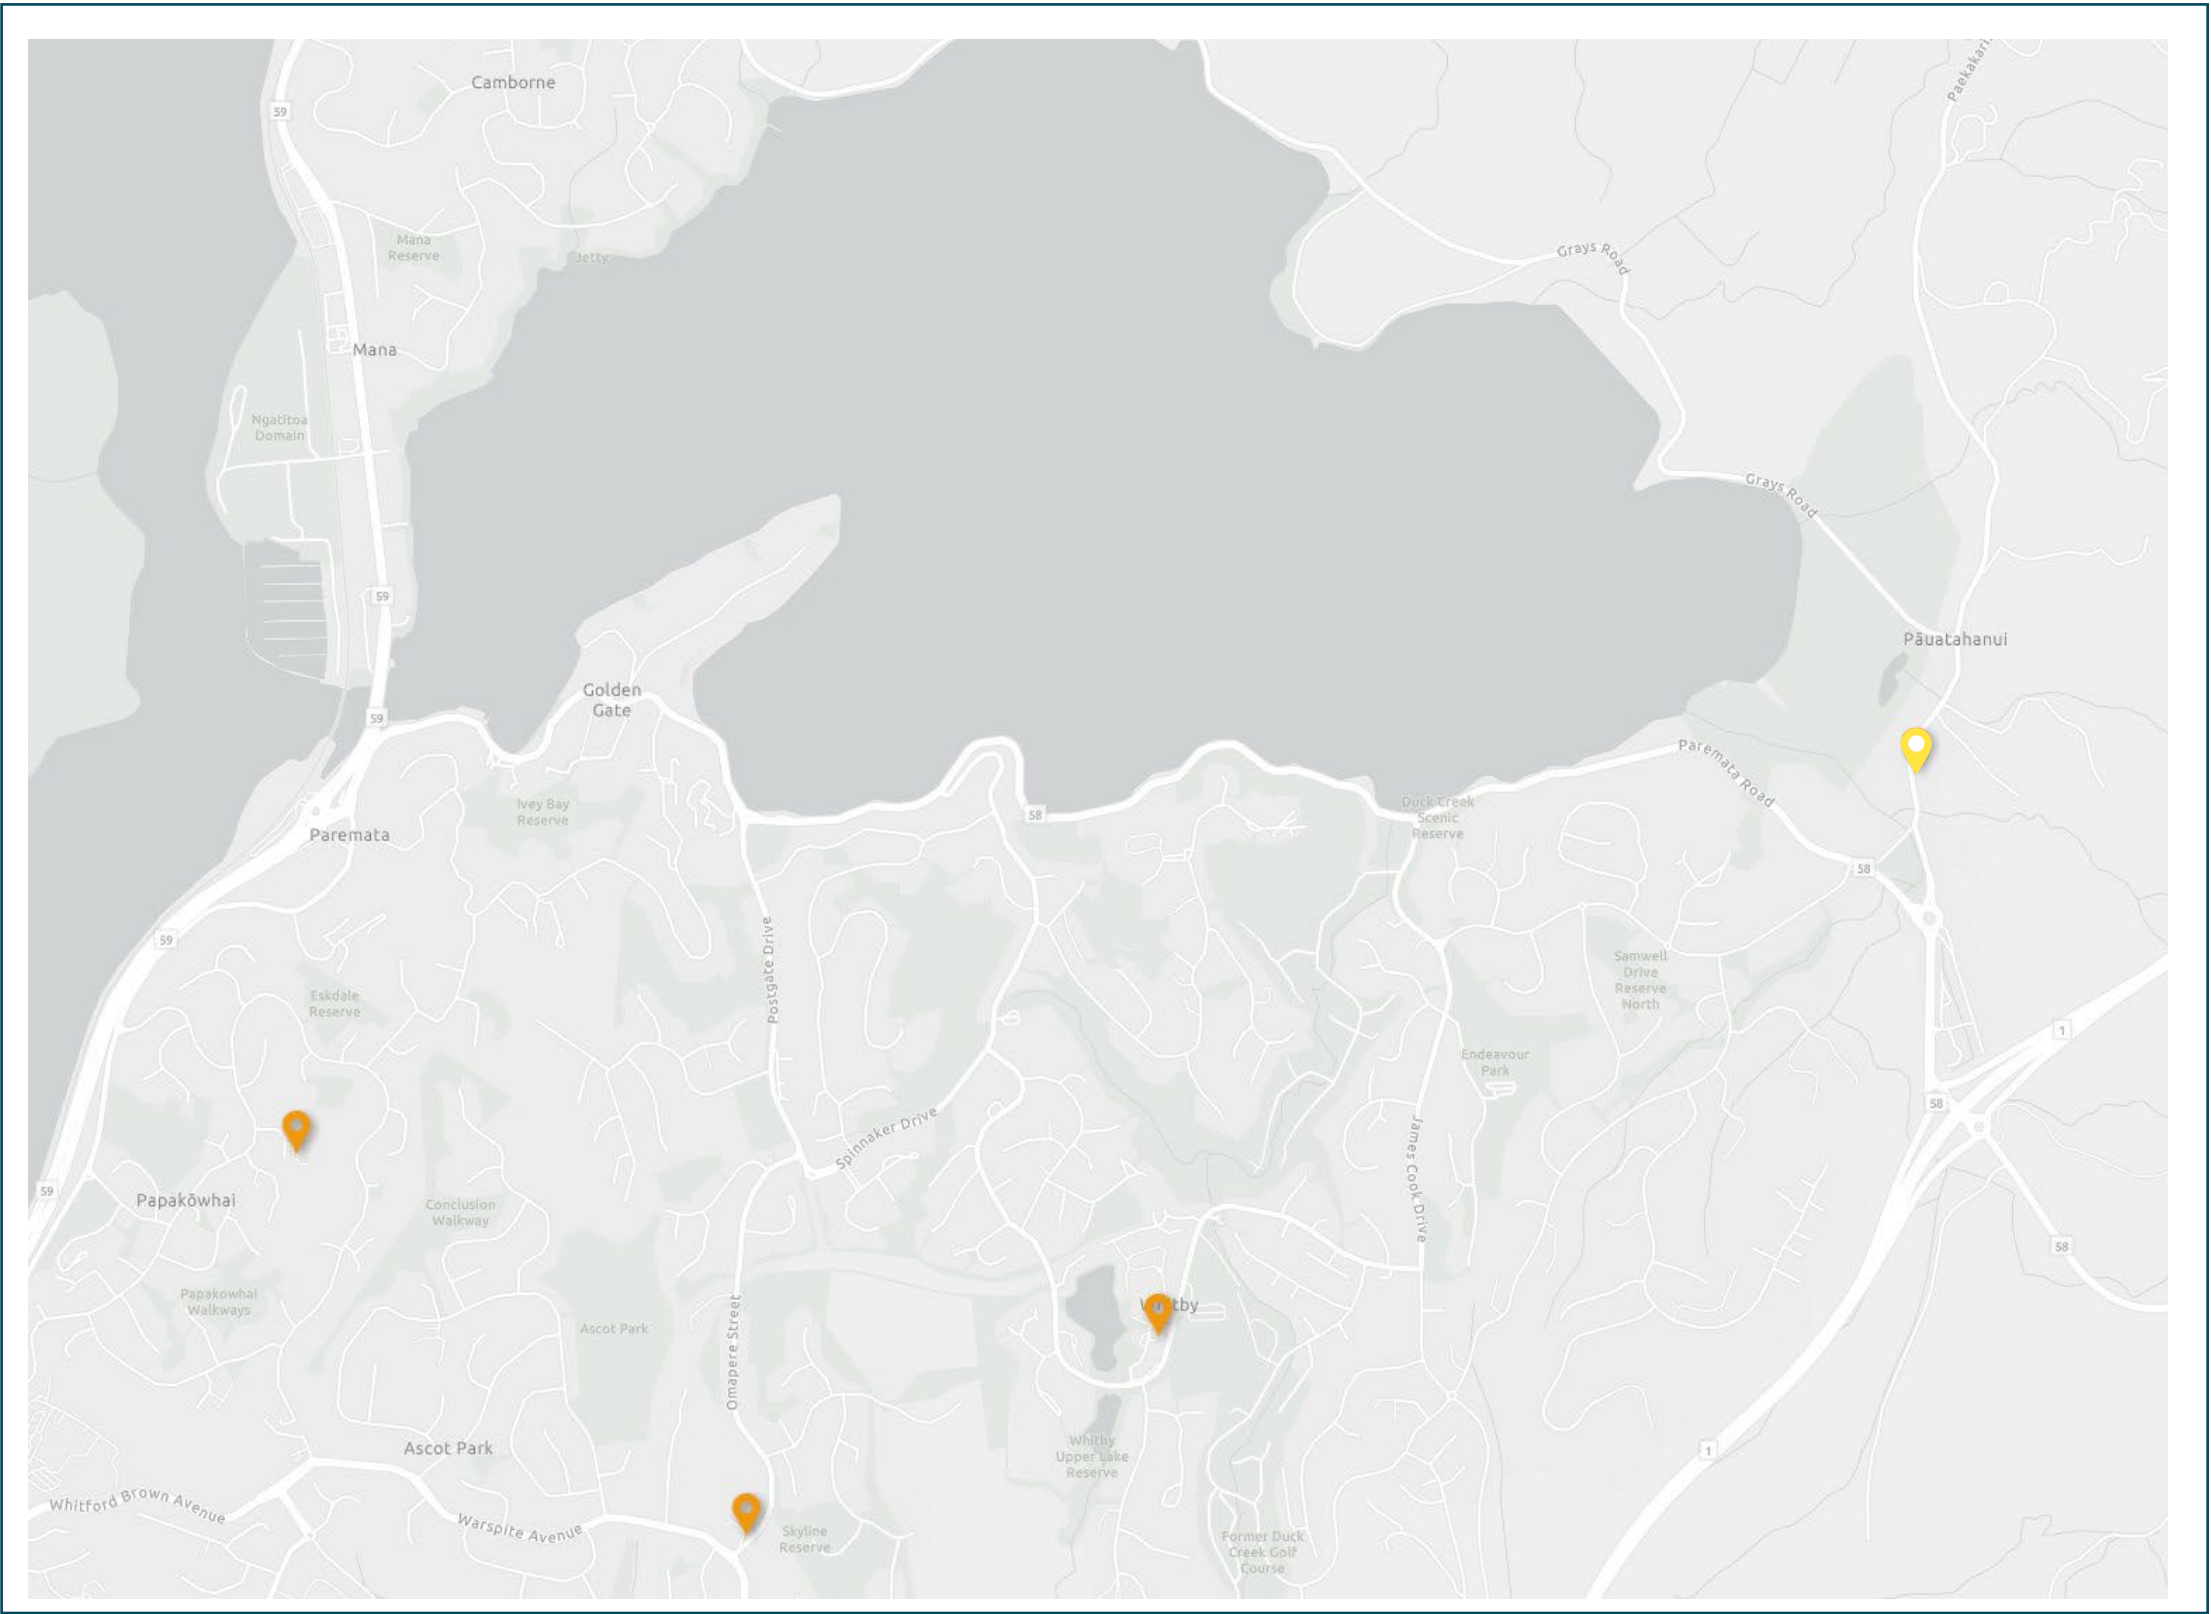 Camborne
Paekakari
59
Mana
Reserve
Jetty
Grays Road
Mana
Ngatitoa
Domain
Grays Road
59
Pāuatahanui
Golden
Gate
59
Paremata Road
Ivey Bay
Reserve
Duck Creek
Scenic
Reserve
58
Paremata
58
Postgate Drive
59
Samwell
Drive
Reserve
North
Eskdale
Reserve
1
Endeavour
Park
58
Spinnaker Drive
James Cook Drive
59
Papakōwhai
Conclusion
Walkway
58
Papakowhai
Walkways
Whitby
Ascot Park
Omapere Street
Ascot Park
Whitby
Upper Lake
Reserve
1
Whitford Brown Avenue
Warspite Avenue
Skyline
Reserve
Former Duck
Creek Golf
Course